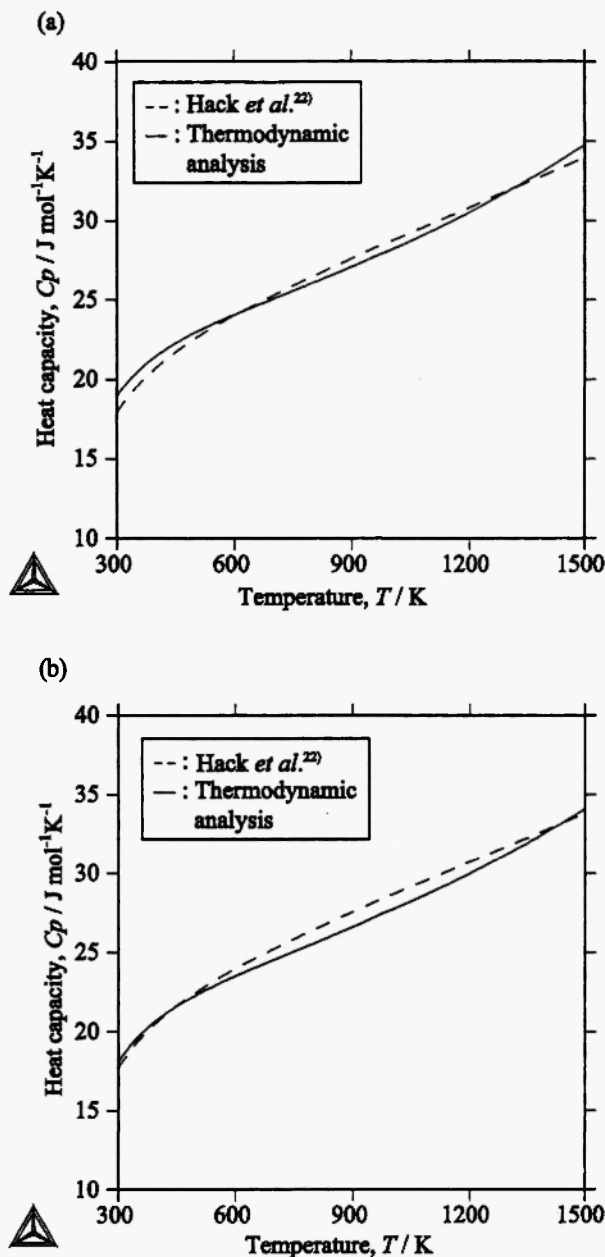 (a)
40
35
30
25
20
15
10
Heat capacity, Cp / J mol⁻¹K⁻¹
- - : Hack et al.²²⁾
— : Thermodynamic
analysis
300 600 900 1200 1500
Temperature, T / K
(b)
40
35
30
25
20
15
10
Heat capacity, Cp / J mol⁻¹K⁻¹
- - : Hack et al.²²⁾
— : Thermodynamic
analysis
300 600 900 1200 1500
Temperature, T / K